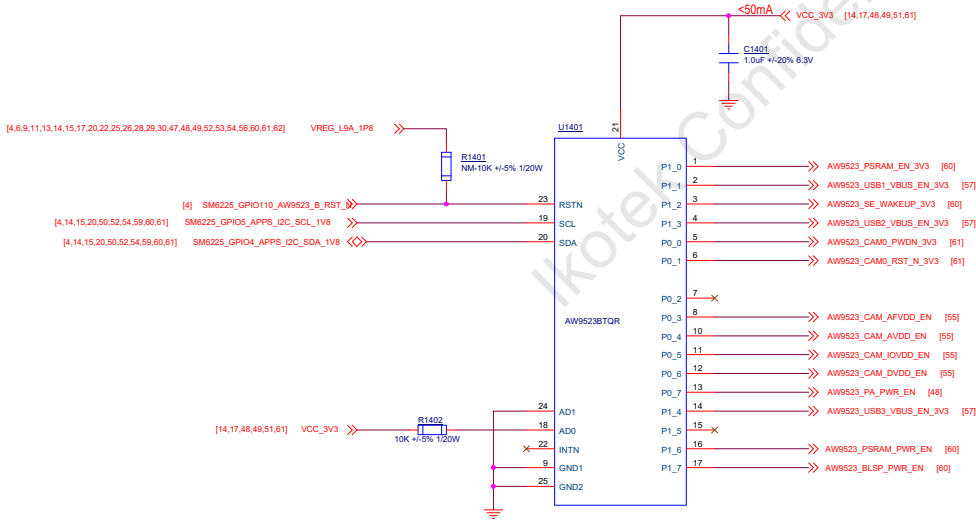 <50mA
VCC_3V3 [14,17,48,49,51,61]
C1401
1.0uF +/-20% 6.3V
[4,6,9,11,13,14,15,17,20,22,25,26,28,29,30,47,48,49,52,53,54,56,60,61,62] VREG_L9A_1P8
R1401
NM-10K +/-5% 1/20W
U1401
21
VCC
[4] SM6225_GPIO110_AW9523_B_RST_N
23 RSTN
[4,14,15,20,50,52,54,59,60,61] SM6225_GPIO5_APPS_I2C_SCL_1V8
19 SCL
[4,14,15,20,50,52,54,59,60,61] SM6225_GPIO4_APPS_I2C_SDA_1V8
20 SDA
AW9523BTQR
P1_0 1 AW9523_PSRAM_EN_3V3 [60]
P1_1 2 AW9523_USB1_VBUS_EN_3V3 [57]
P1_2 3 AW9523_SE_WAKEUP_3V3 [60]
P1_3 4 AW9523_USB2_VBUS_EN_3V3 [57]
P0_0 5 AW9523_CAM0_PWDN_3V3 [61]
P0_1 6 AW9523_CAM0_RST_N_3V3 [61]
P0_2 7
P0_3 8 AW9523_CAM_AFVDD_EN [55]
P0_4 10 AW9523_CAM_AVDD_EN [55]
P0_5 11 AW9523_CAM_IOVDD_EN [55]
P0_6 12 AW9523_CAM_DVDD_EN [55]
P0_7 13 AW9523_PA_PWR_EN [48]
P1_4 14 AW9523_USB3_VBUS_EN_3V3 [57]
P1_5 15
P1_6 16 AW9523_PSRAM_PWR_EN [60]
P1_7 17 AW9523_BLSP_PWR_EN [60]
24 AD1
[14,17,48,49,51,61] VCC_3V3
R1402
10K +/-5% 1/20W
18 AD0
22 INTN
9 GND1
25 GND2
Ikotek